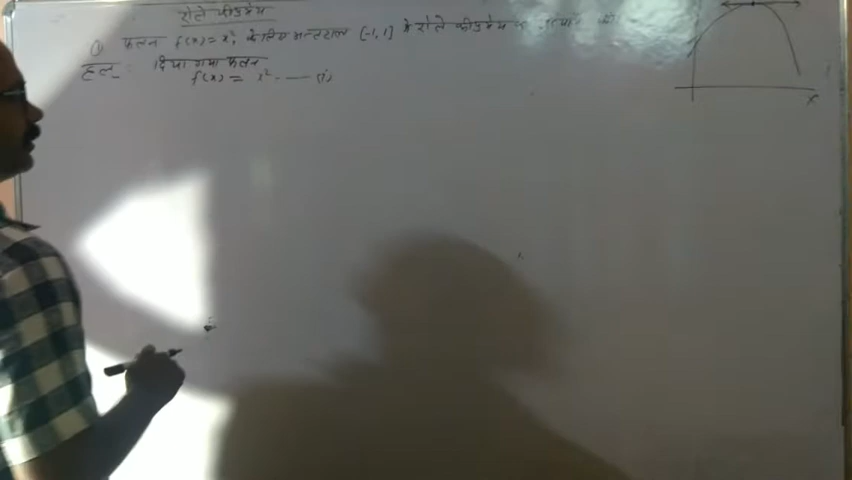 रोले की प्रमेय
① फलन f(x) = x², के लिए अन्तराल [-1, 1] में रोले की प्रमेय
हल दिया गया फलन
f(x) = x² — (i)
x